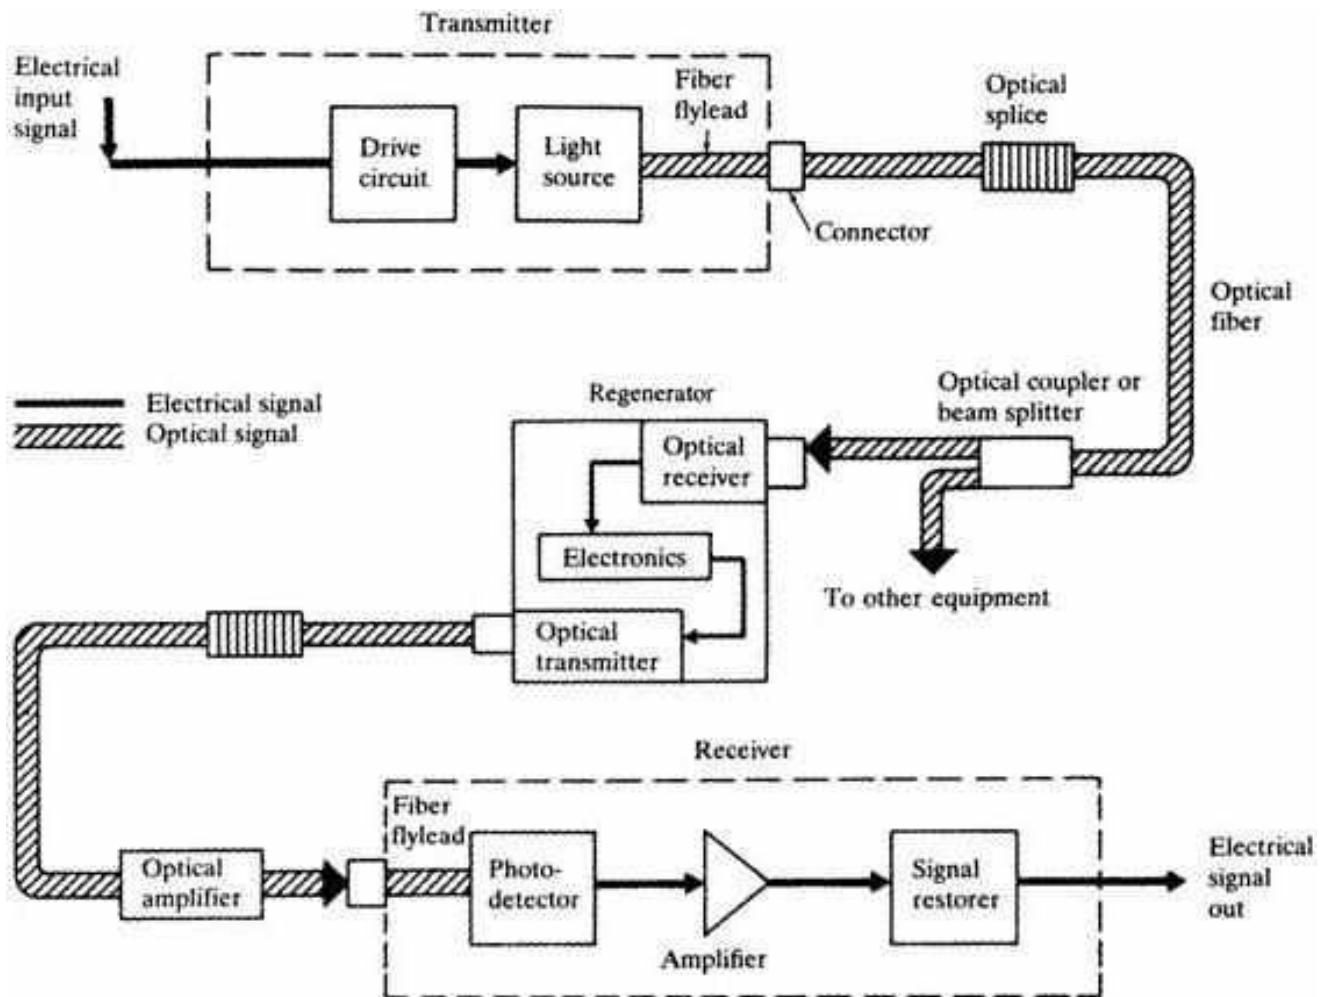 Transmitter
Electrical
input
signal
Drive
circuit
Light
source
Fiber
flylead
Optical
splice
Connector
Optical
fiber
Electrical signal
Optical signal
Regenerator
Optical coupler or
beam splitter
Optical
receiver
Electronics
To other equipment
Optical
transmitter
Receiver
Fiber
flylead
Optical
amplifier
Photo-
detector
Amplifier
Signal
restorer
Electrical
signal
out